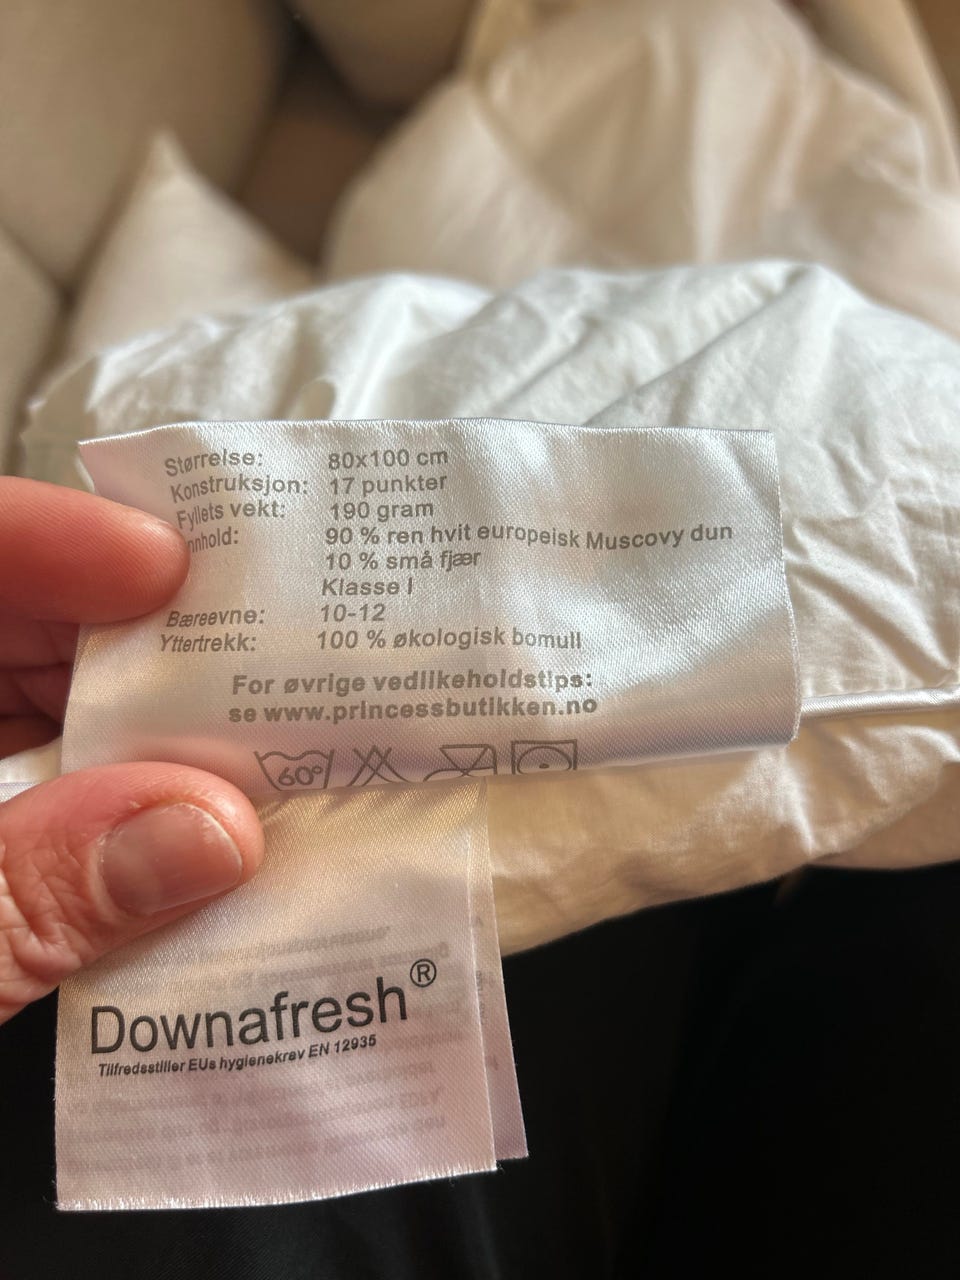 Størrelse: 80x100 cm
Konstruksjon: 17 punkter
Fyllets vekt: 190 gram
nnhold: 90 % ren hvit europeisk Muscovy dun
10 % små fjær
Klasse I
Bæreevne: 10-12
Yttertrekk: 100 % økologisk bomull
For øvrige vedlikeholdstips:
se www.princessbutikken.no
60°
Downafresh®
Tilfredsstiller EUs hygienekrav EN 12935